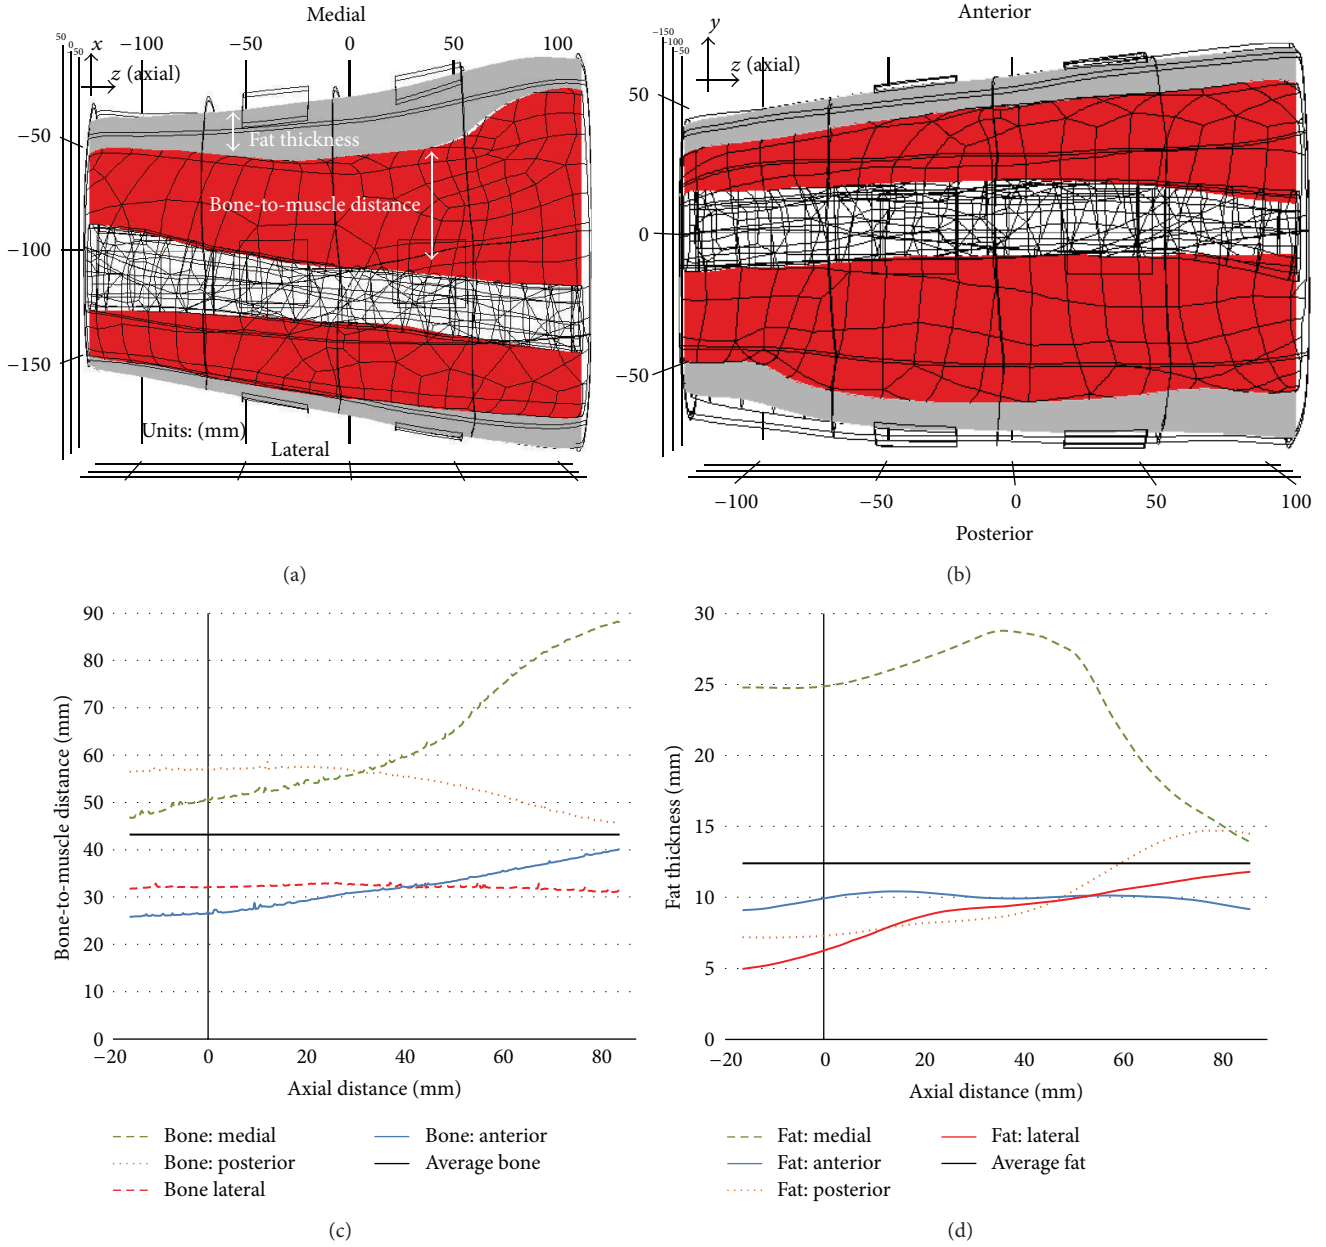 Medial
x
−100
−50
0
50
100
50
0
−50
z (axial)
Fat thickness
−50
Bone-to-muscle distance
−100
−150
Units: (mm)
Lateral
(a)
Anterior
−150
−100
−50
y
z (axial)
50
0
−50
−100
−50
0
50
100
Posterior
(b)
90
80
70
60
50
40
30
20
10
0
Bone-to-muscle distance (mm)
−20
0
20
40
60
80
Axial distance (mm)
Bone: medial
Bone: anterior
Bone: posterior
Average bone
Bone lateral
(c)
30
25
20
15
10
5
0
Fat thickness (mm)
−20
0
20
40
60
80
Axial distance (mm)
Fat: medial
Fat: lateral
Fat: anterior
Average fat
Fat: posterior
(d)